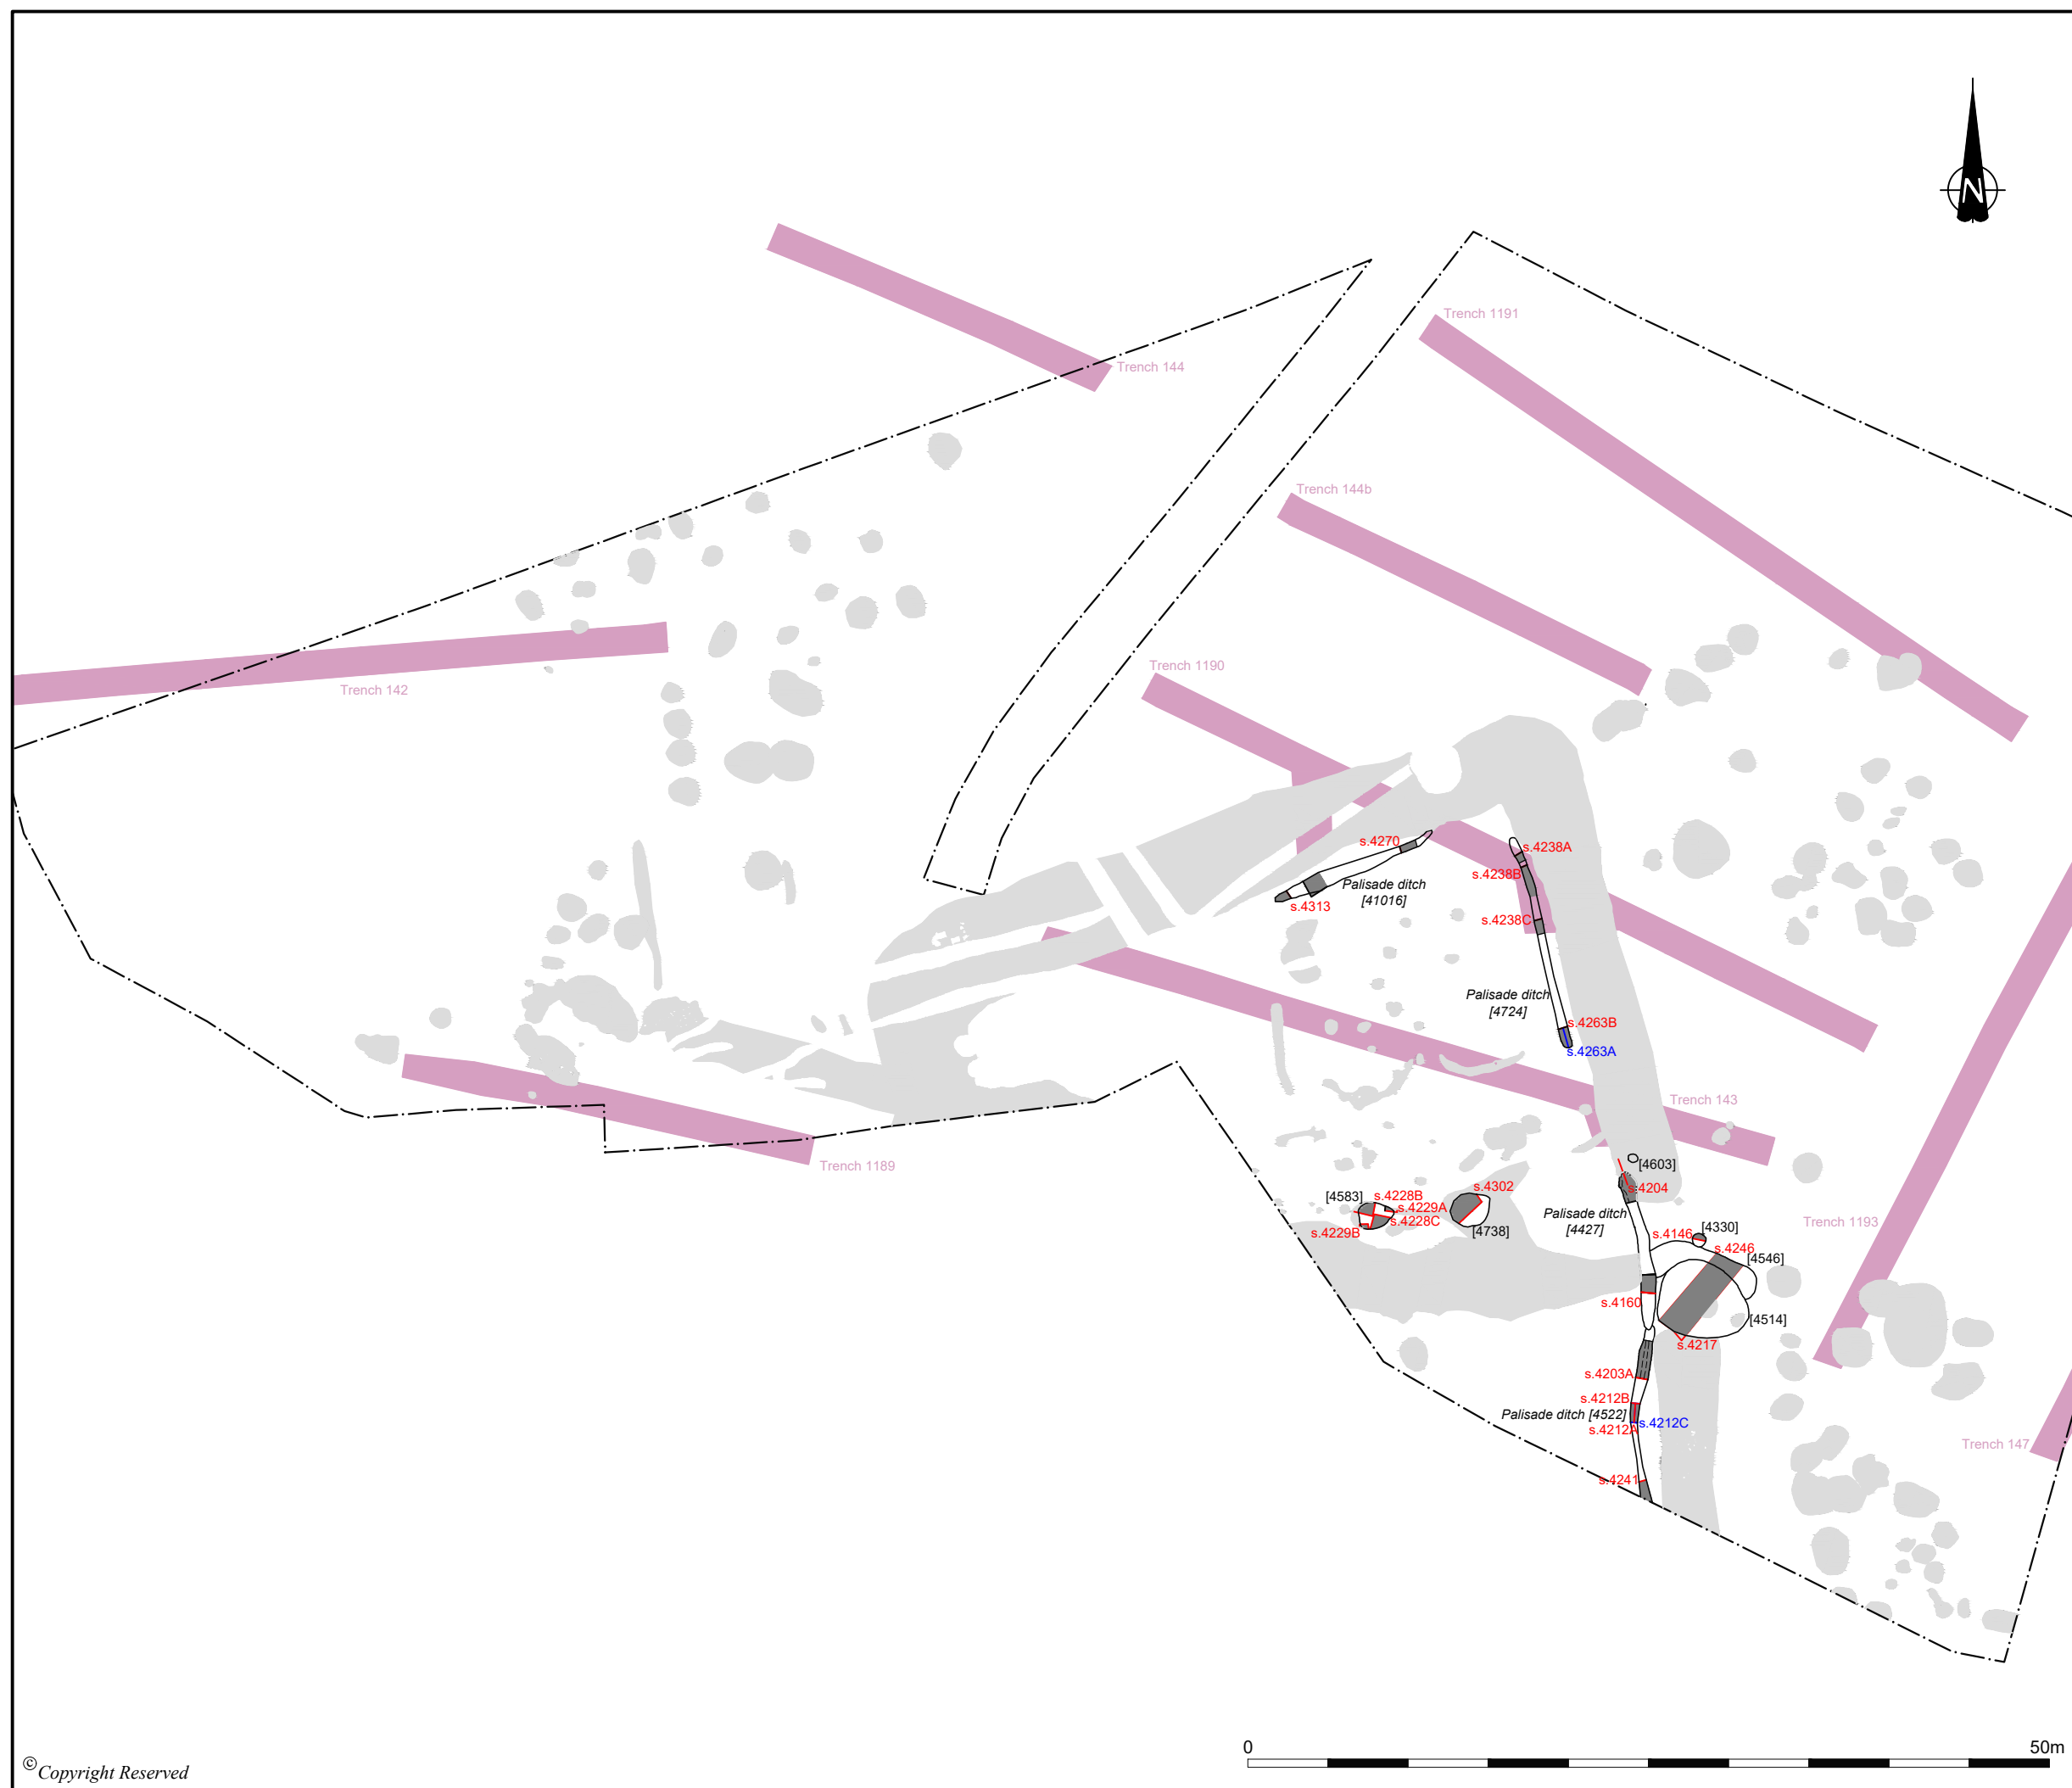 N
Trench 1191
Trench 144
Trench 144b
Trench 1190
Trench 142
s.4270
s.4238A
s.4238B
Palisade ditch
[41016]
s.4313
s.4238C
Palisade ditch
[4724]
s.4263B
s.4263A
Trench 143
Trench 1189
[4603]
s.4204
s.4302
[4583]
s.4228B
s.4229A
s.4228C
s.4229B
[4738]
Palisade ditch
[4427]
Trench 1193
[4330]
s.4146
s.4246
[4546]
s.4160
[4514]
s.4217
s.4203A
s.4212B
Palisade ditch [4522]
s.4212C
s.4212A
Trench 147
s.4241
0
50m
©Copyright Reserved